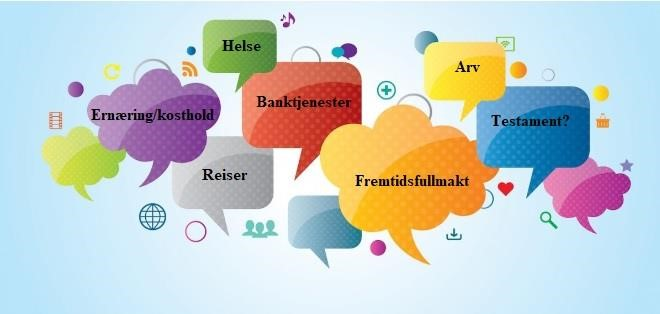 Helse
Arv
Banktjenester
Ernæring/kosthold
Testament?
Reiser
Fremtidsfullmakt